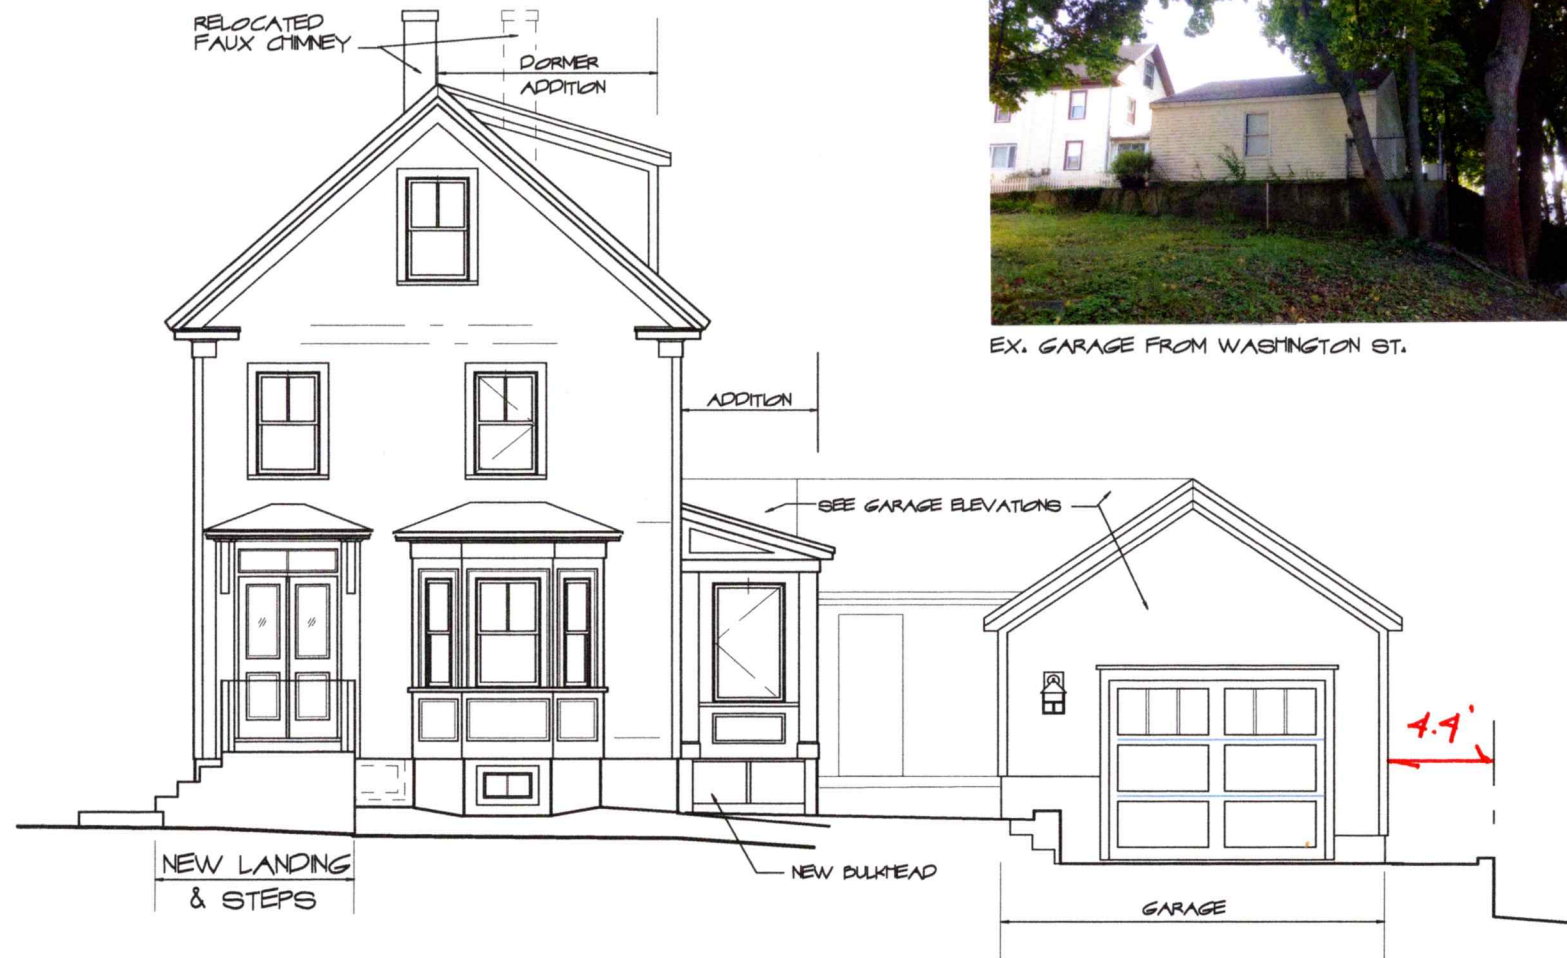 RELOCATED
FAUX CHIMNEY
DORMER
ADDITION
EX. GARAGE FROM WASHINGTON ST.
ADDITION
SEE GARAGE ELEVATIONS
4.4'
NEW LANDING
& STEPS
NEW BULKHEAD
GARAGE